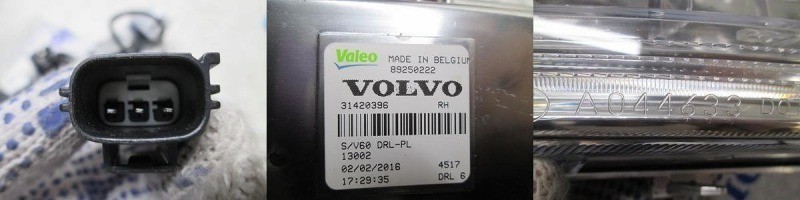 Valeo MADE IN BELGIUM
89250222
VOLVO
31420396 RH
S/V60 DRL-PL
13002
02/02/2016 4517
17:29:35 DRL 6
A044633 DO